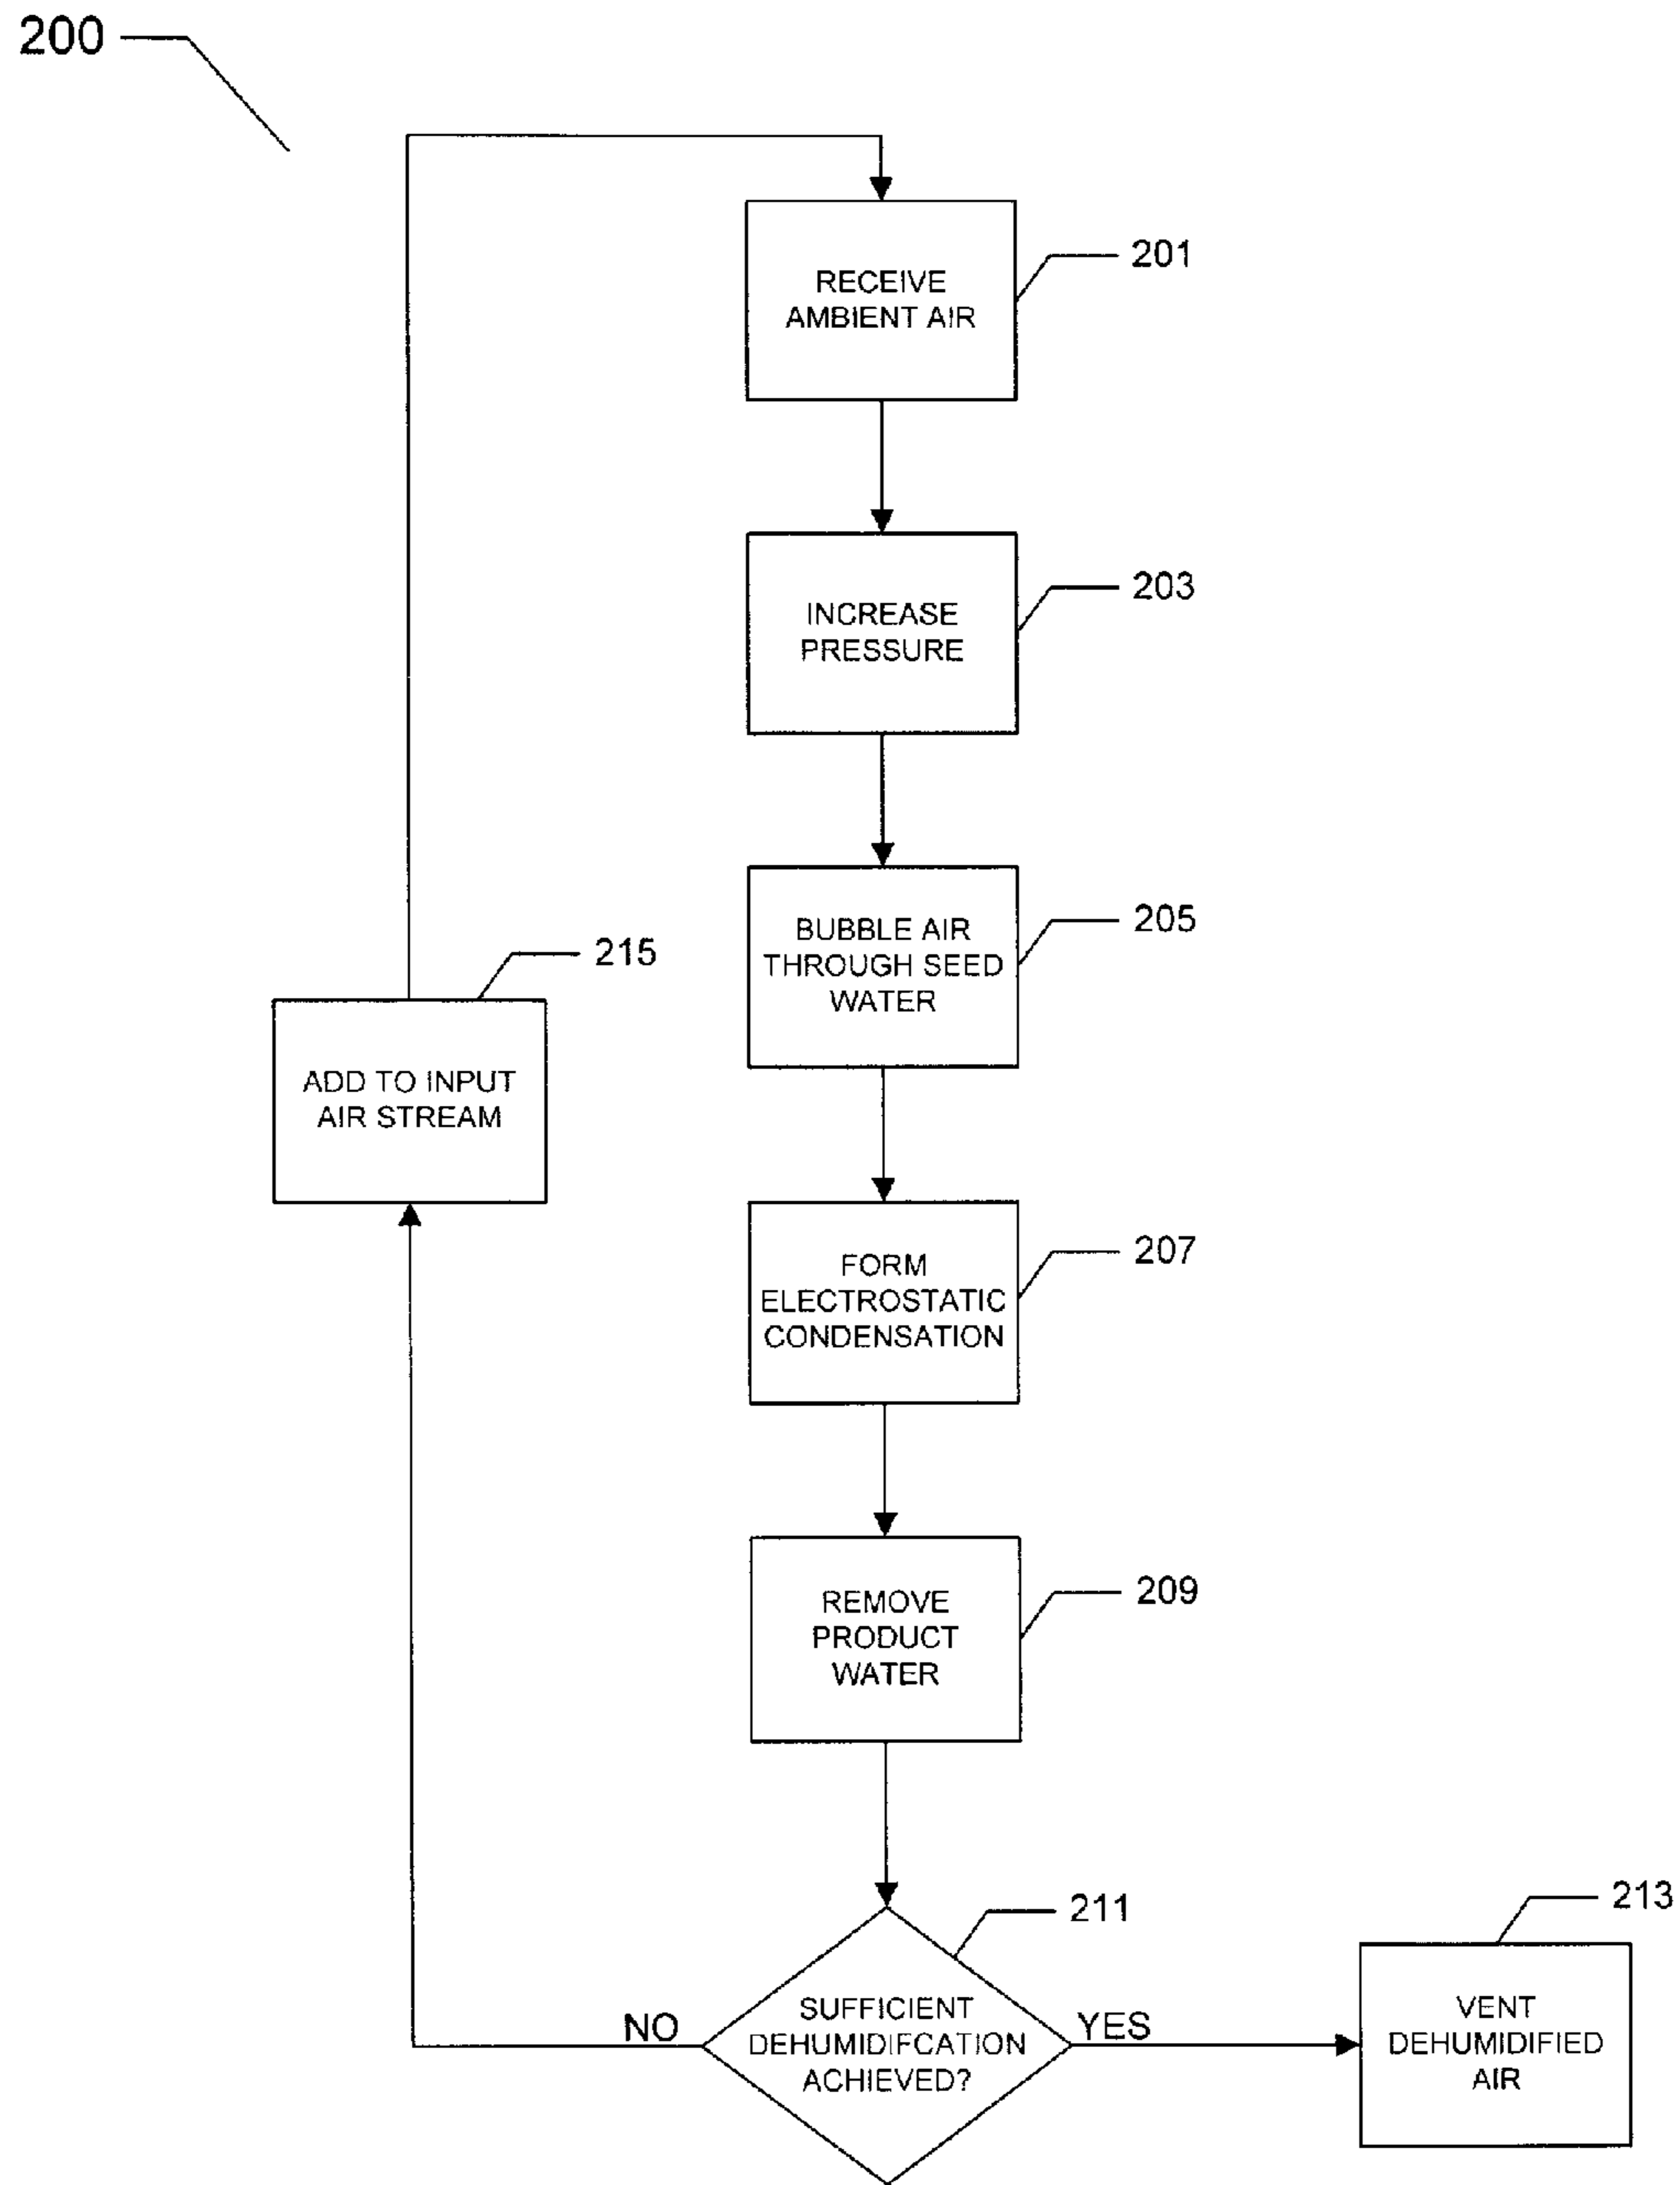 200
RECEIVE
AMBIENT AIR
201
INCREASE
PRESSURE
203
BUBBLE AIR
THROUGH SEED
WATER
205
215
ADD TO INPUT
AIR STREAM
FORM
ELECTROSTATIC
CONDENSATION
207
REMOVE
PRODUCT
WATER
209
211
SUFFICIENT
DEHUMIDIFCATION
ACHIEVED?
NO
YES
213
VENT
DEHUMIDIFIED
AIR